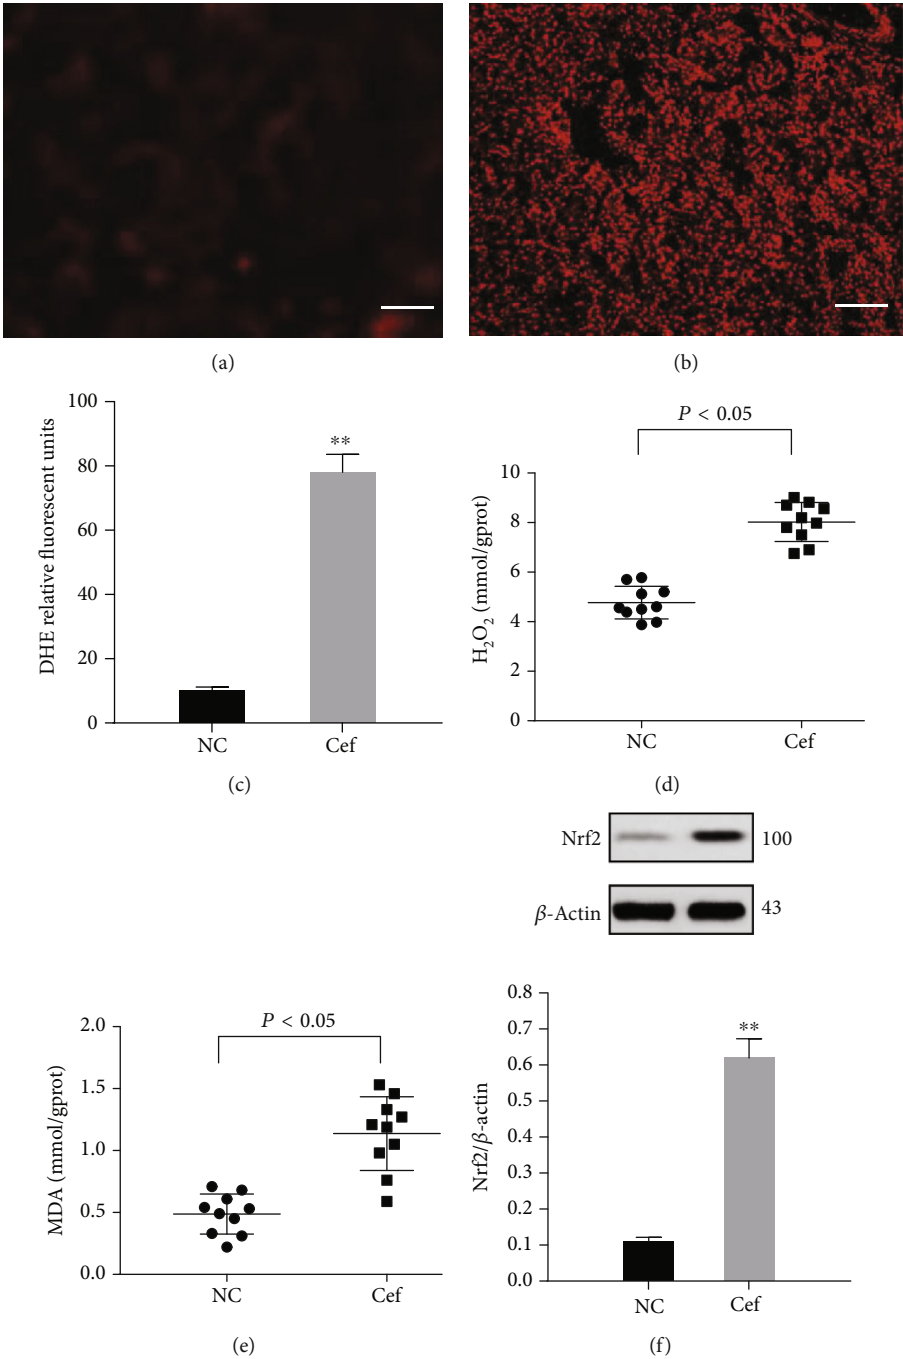 (a)
(b)
DHE relative fluorescent units
100
80
60
40
20
0
**
NC
Cef
(c)
P < 0.05
H2O2 (mmol/gprot)
10
8
6
4
2
0
NC
Cef
(d)
P < 0.05
MDA (mmol/gprot)
2.0
1.5
1.0
0.5
0.0
NC
Cef
(e)
Nrf2
100
β-Actin
43
Nrf2/β-actin
0.8
0.7
0.6
0.5
0.4
0.3
0.2
0.1
0.0
**
NC
Cef
(f)